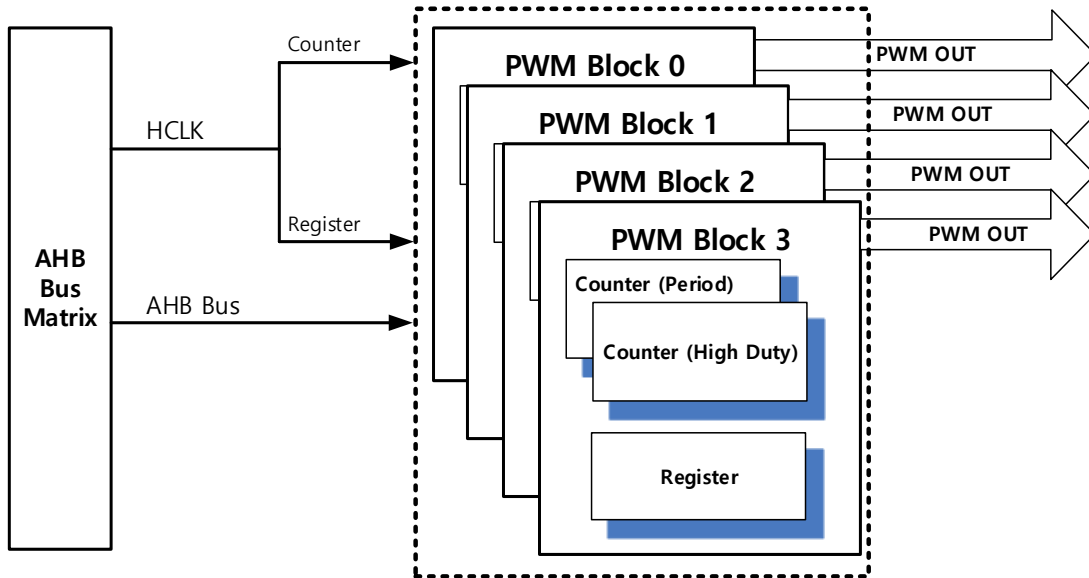 AHB
Bus
Matrix
HCLK
Counter
Register
AHB Bus
PWM Block 0
PWM Block 1
PWM Block 2
PWM Block 3
Counter (Period)
Counter (High Duty)
Register
PWM OUT
PWM OUT
PWM OUT
PWM OUT